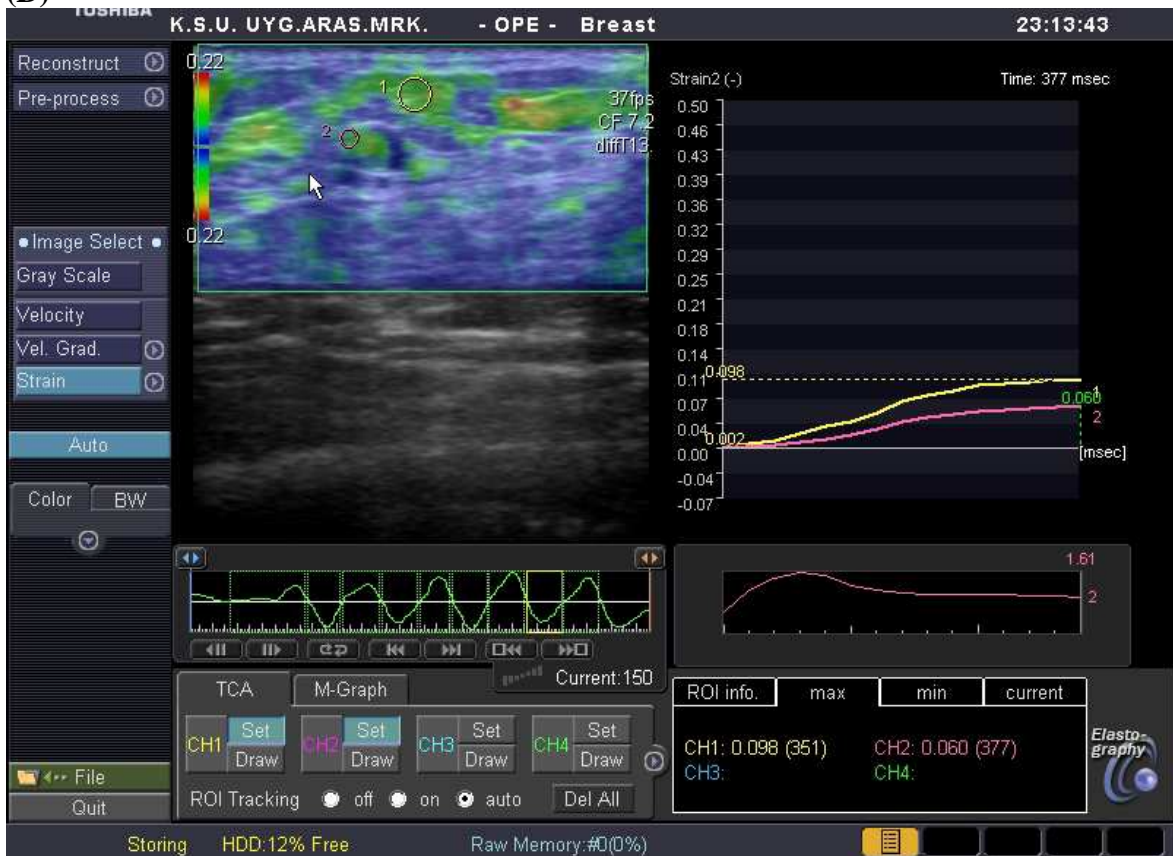 (B)
TOSHIBA
K.S.U. UYG.ARAS.MRK. - OPE - Breast 23:13:43
Reconstruct
Pre-process
Image Select
Gray Scale
Velocity
Vel. Grad.
Strain
Auto
Color BW
0.22
0.22
1
2
37fps
CF 7.2
diffT13.
Strain2 (-) Time: 377 msec
0.50
0.46
0.43
0.39
0.36
0.32
0.29
0.25
0.21
0.18
0.14
0.11
0.07
0.04
0.00
-0.04
-0.07
0.098
0.002
0.060
1
2
[msec]
1.61
2
Current:150
TCA M-Graph
CH1 Set Draw CH2 Set Draw CH3 Set Draw CH4 Set Draw
ROI Tracking off on auto Del All
ROI info. max min current
CH1: 0.098 (351) CH2: 0.060 (377)
CH3: CH4:
Elasto-
graphy
File
Quit
Storing HDD:12% Free Raw Memory:#0(0%)